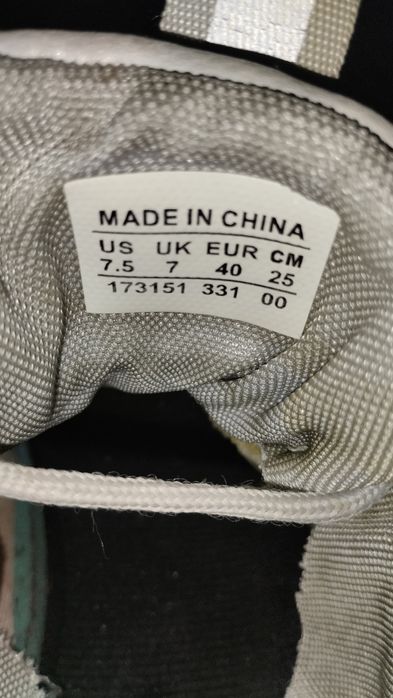 MADE IN CHINA
US UK EUR CM
7.5 7 40 25
173151 331 00